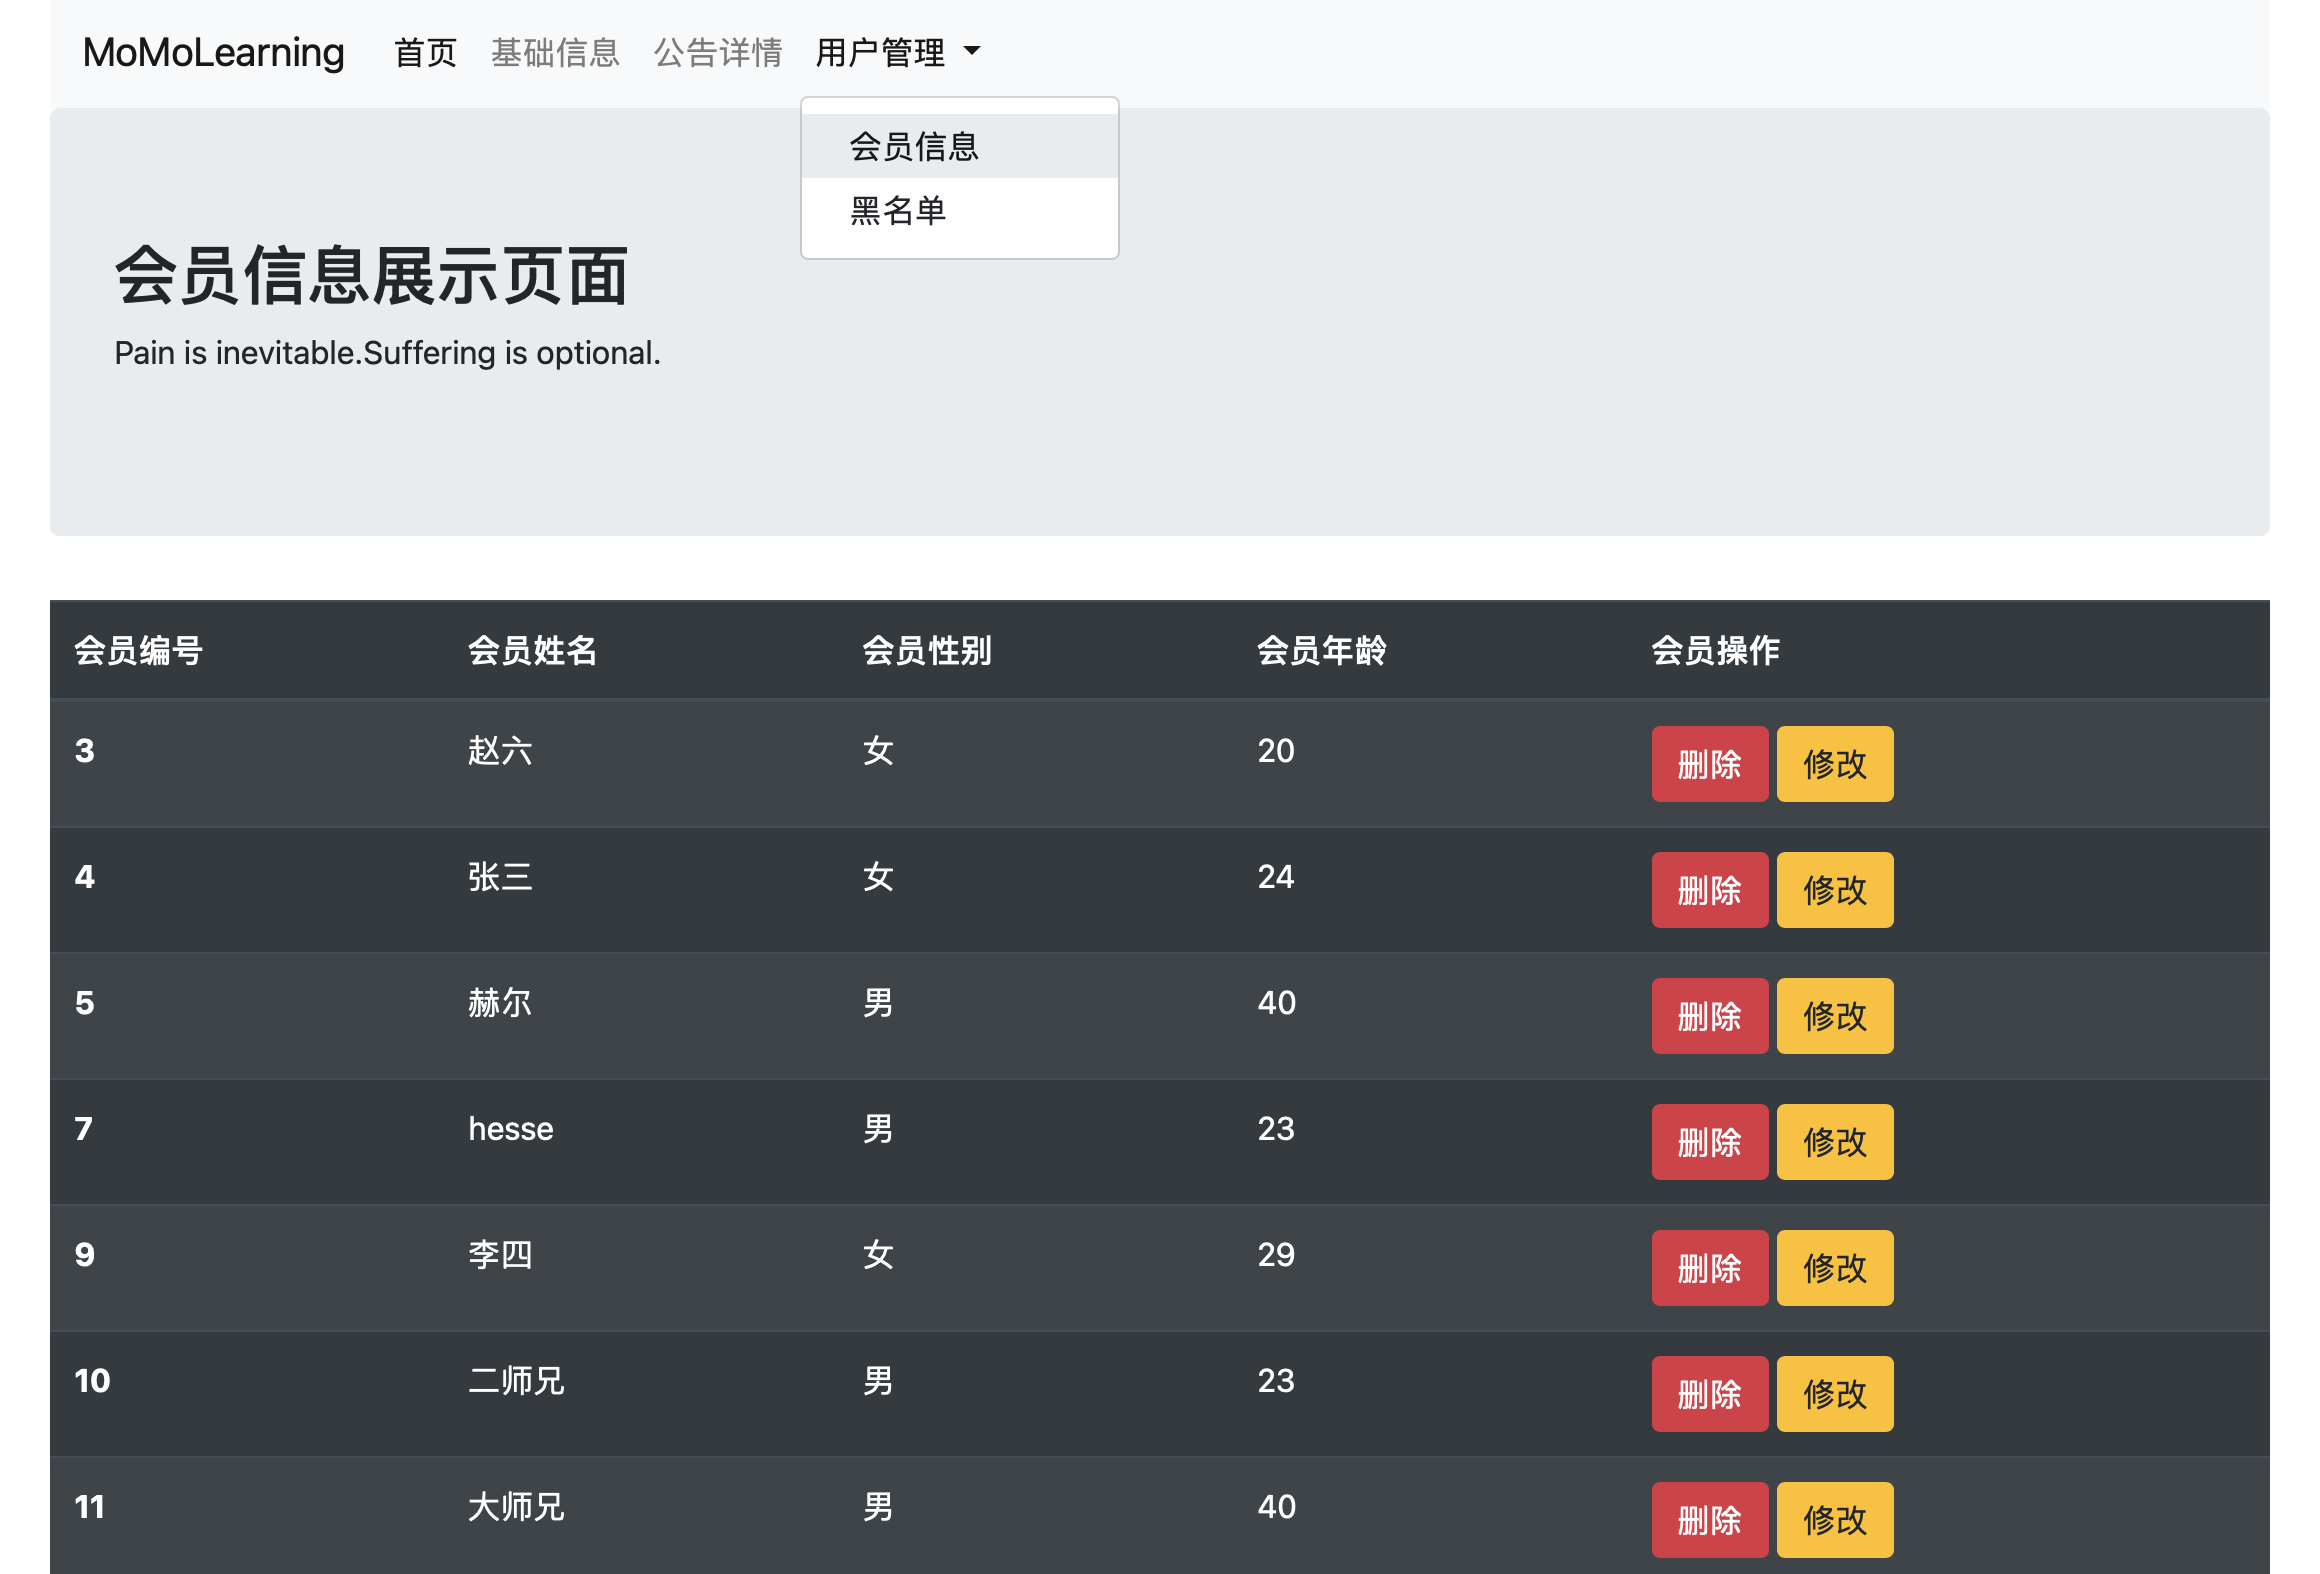 MoMoLearning 首页 基础信息 公告详情 用户管理
会员信息
黑名单
会员信息展示页面
Pain is inevitable.Suffering is optional.
会员编号 会员姓名 会员性别 会员年龄 会员操作
3 赵六 女 20 删除 修改
4 张三 女 24 删除 修改
5 赫尔 男 40 删除 修改
7 hesse 男 23 删除 修改
9 李四 女 29 删除 修改
10 二师兄 男 23 删除 修改
11 大师兄 男 40 删除 修改